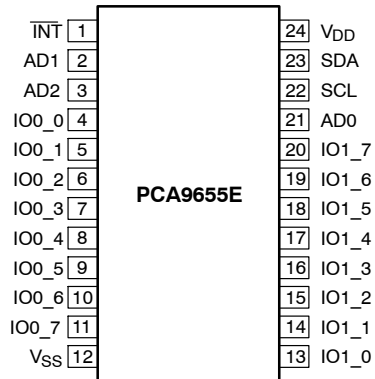 I̅N̅T̅ 1 24 VDD
AD1 2 23 SDA
AD2 3 22 SCL
IO0_0 4 21 AD0
IO0_1 5 20 IO1_7
IO0_2 6 19 IO1_6
PCA9655E
IO0_3 7 18 IO1_5
IO0_4 8 17 IO1_4
IO0_5 9 16 IO1_3
IO0_6 10 15 IO1_2
IO0_7 11 14 IO1_1
VSS 12 13 IO1_0